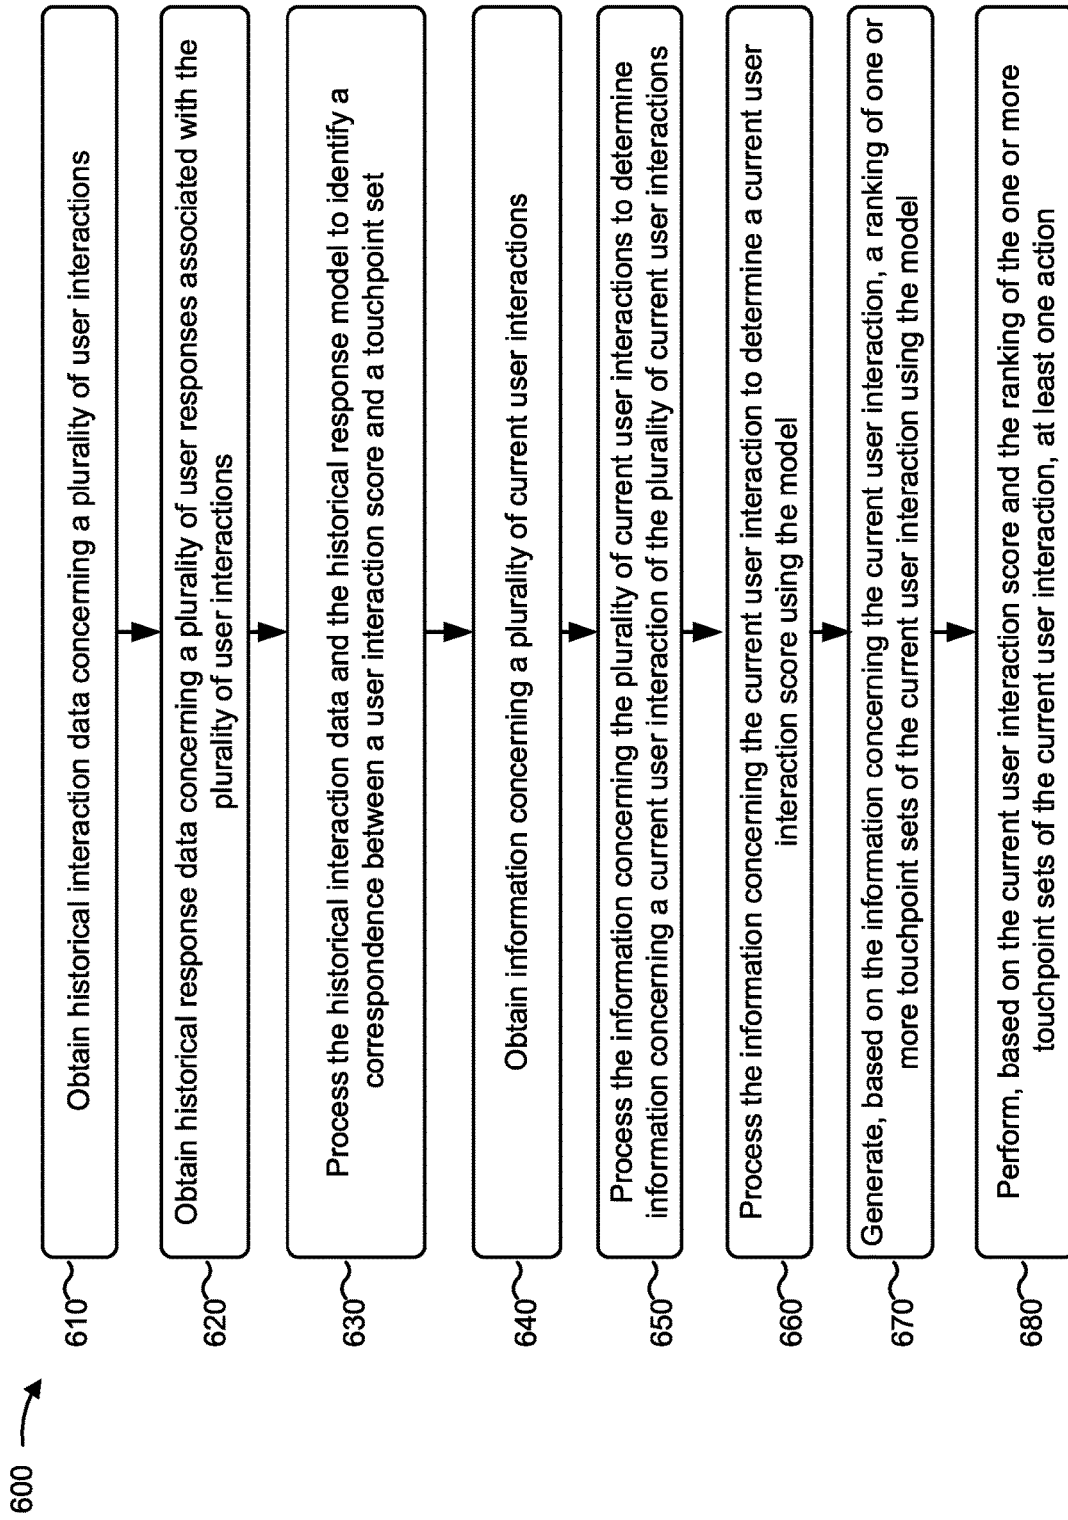 600
610
Obtain historical interaction data concerning a plurality of user interactions
620
Obtain historical response data concerning a plurality of user responses associated with the
plurality of user interactions
630
Process the historical interaction data and the historical response model to identify a
correspondence between a user interaction score and a touchpoint set
640
Obtain information concerning a plurality of current user interactions
650
Process the information concerning the plurality of current user interactions to determine
information concerning a current user interaction of the plurality of current user interactions
660
Process the information concerning the current user interaction to determine a current user
interaction score using the model
670
Generate, based on the information concerning the current user interaction, a ranking of one or
more touchpoint sets of the current user interaction using the model
680
Perform, based on the current user interaction score and the ranking of the one or more
touchpoint sets of the current user interaction, at least one action